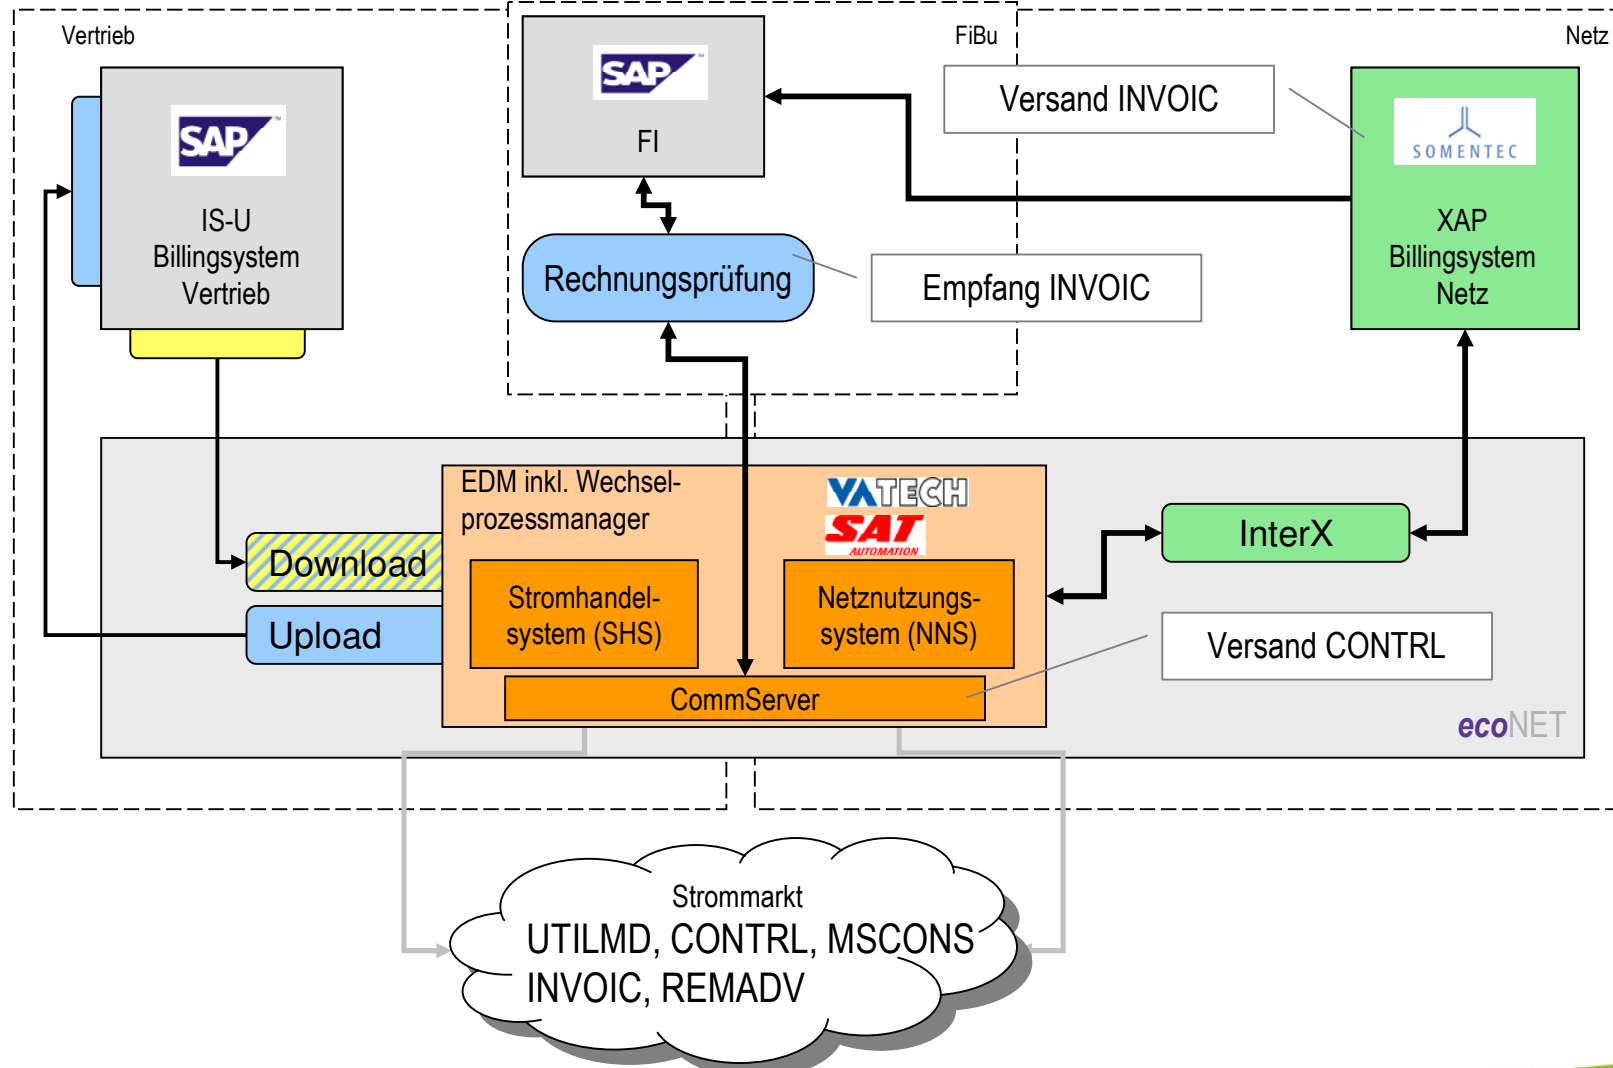 Vertrieb
FiBu
Netz
SAP
IS-U
Billingsystem
Vertrieb
SAP™
FI
Versand INVOIC
SOMENTEC
XAP
Billingsystem
Netz
Rechnungsprüfung
Empfang INVOIC
EDM inkl. Wechsel-
prozessmanager
VATECH
SAT
AUTOMATION
Download
Upload
Stromhandel-
system (SHS)
Netznutzungs-
system (NNS)
CommServer
InterX
Versand CONTRL
ecoNET
Strommarkt
UTILMD, CONTRL, MSCONS
INVOIC, REMADV